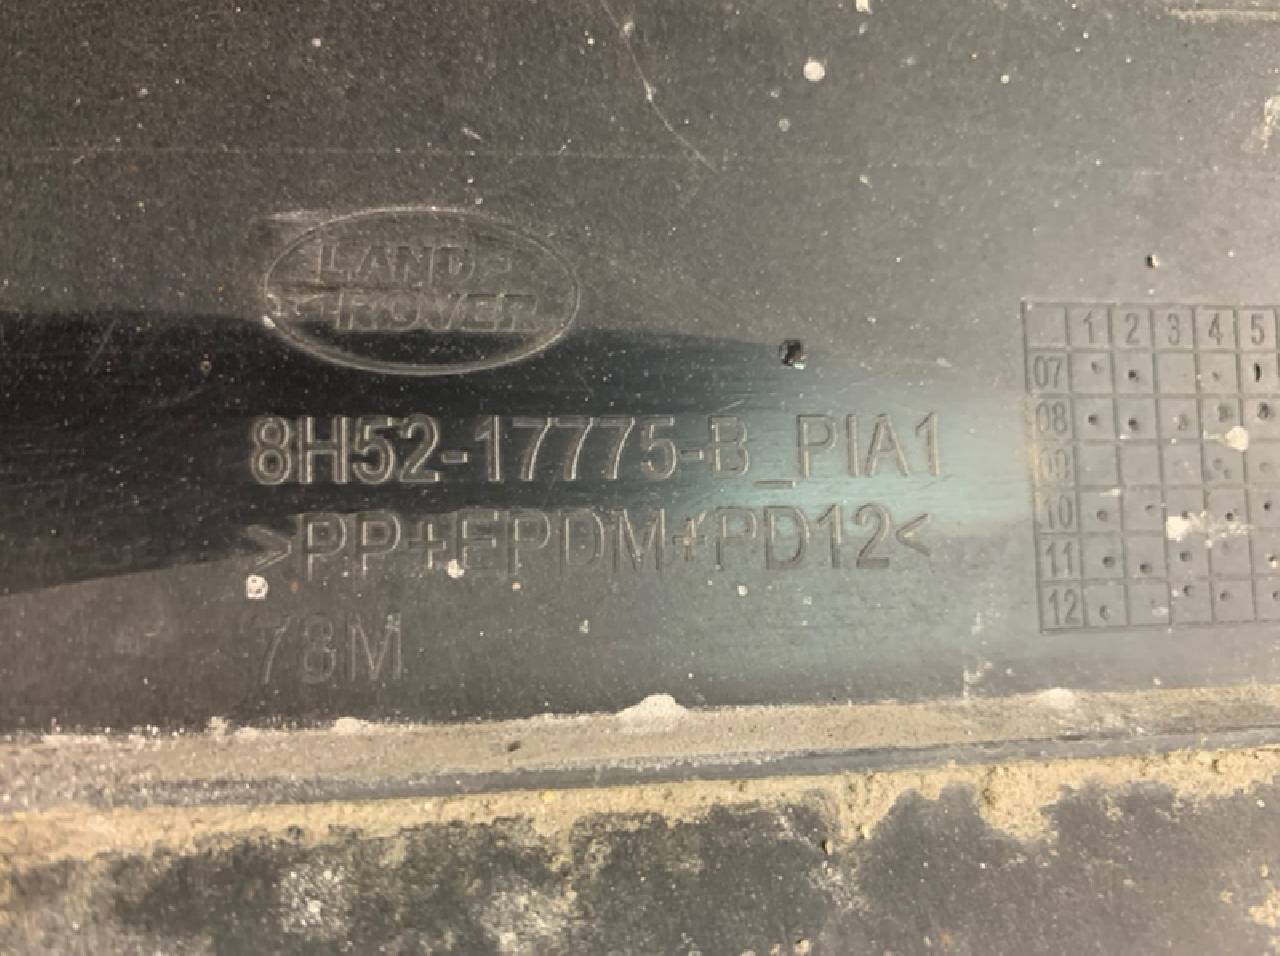 LAND-
ROVER
8H52-17775-B_PIA1
>PP+EPDM+PD12<
78M
1 2 3 4 5
07
08
09
10
11
12